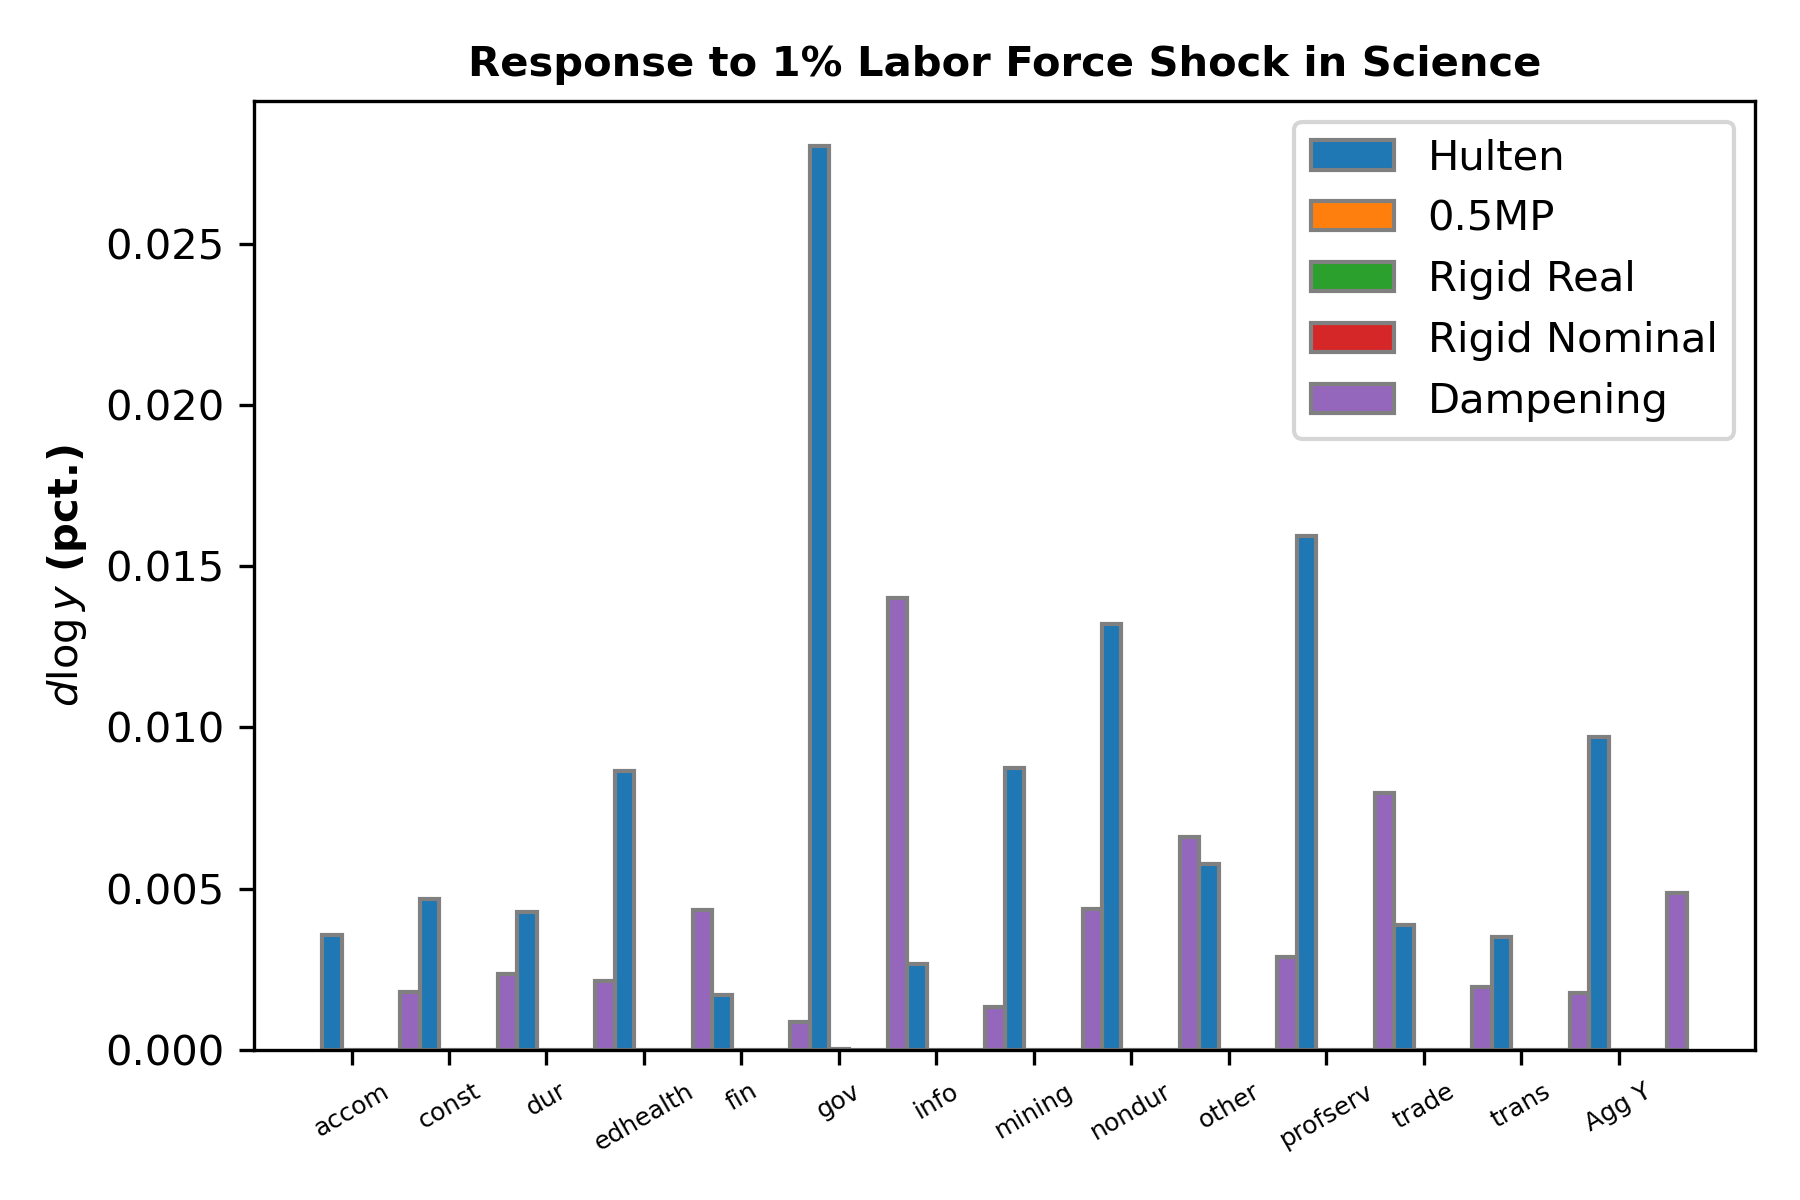 Response to 1% Labor Force Shock in Science
Hulten
0.5MP
Rigid Real
Rigid Nominal
Dampening
dlog y (pct.)
0.025
0.020
0.015
0.010
0.005
0.000
accom
const
dur
edhealth
fin
gov
info
mining
nondur
other
profserv
trade
trans
Agg Y